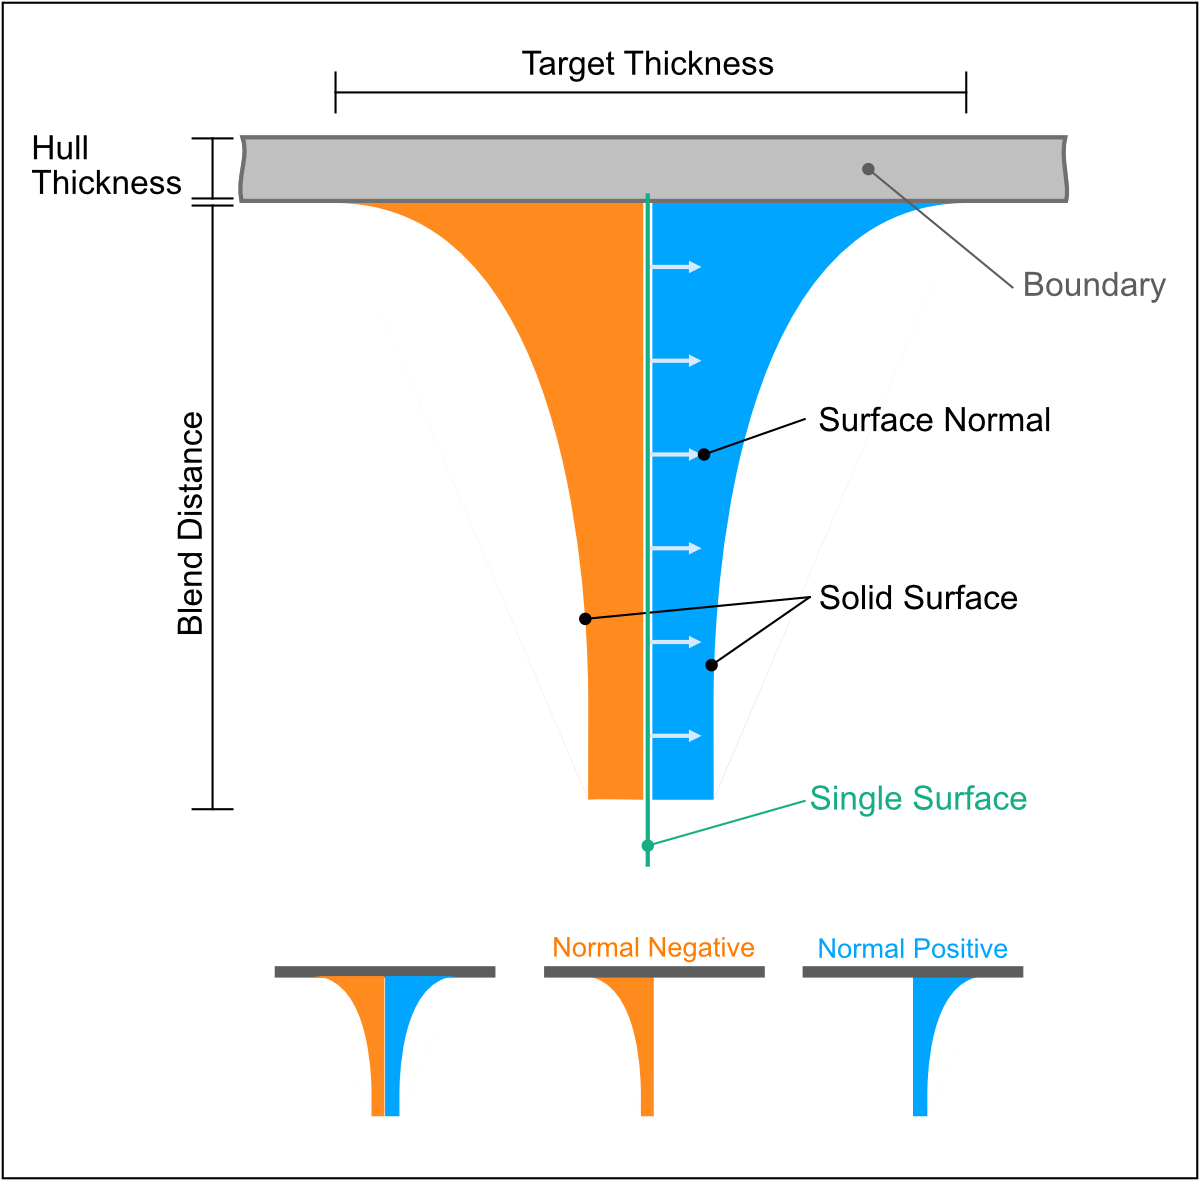 Target Thickness
Hull
Thickness
Boundary
Surface Normal
Blend Distance
Solid Surface
Single Surface
Normal Negative
Normal Positive